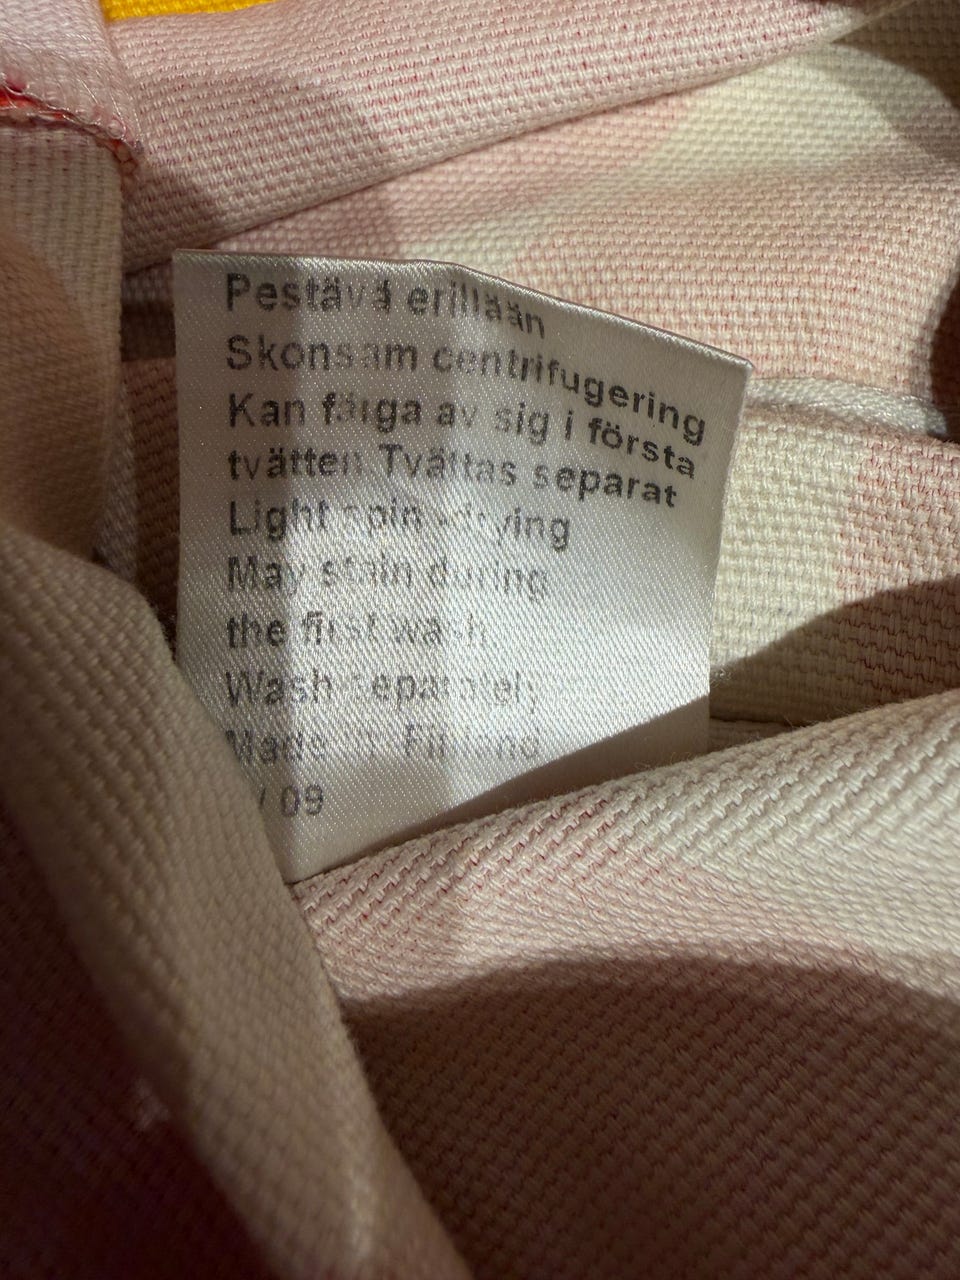 Pestävä erillään
Skonsam centrifugering
Kan färga av sig i första
tvätten. Tvättas separat
Light spin drying
May stain during
the first wash.
Wash separately
Made in Finland
/ 09